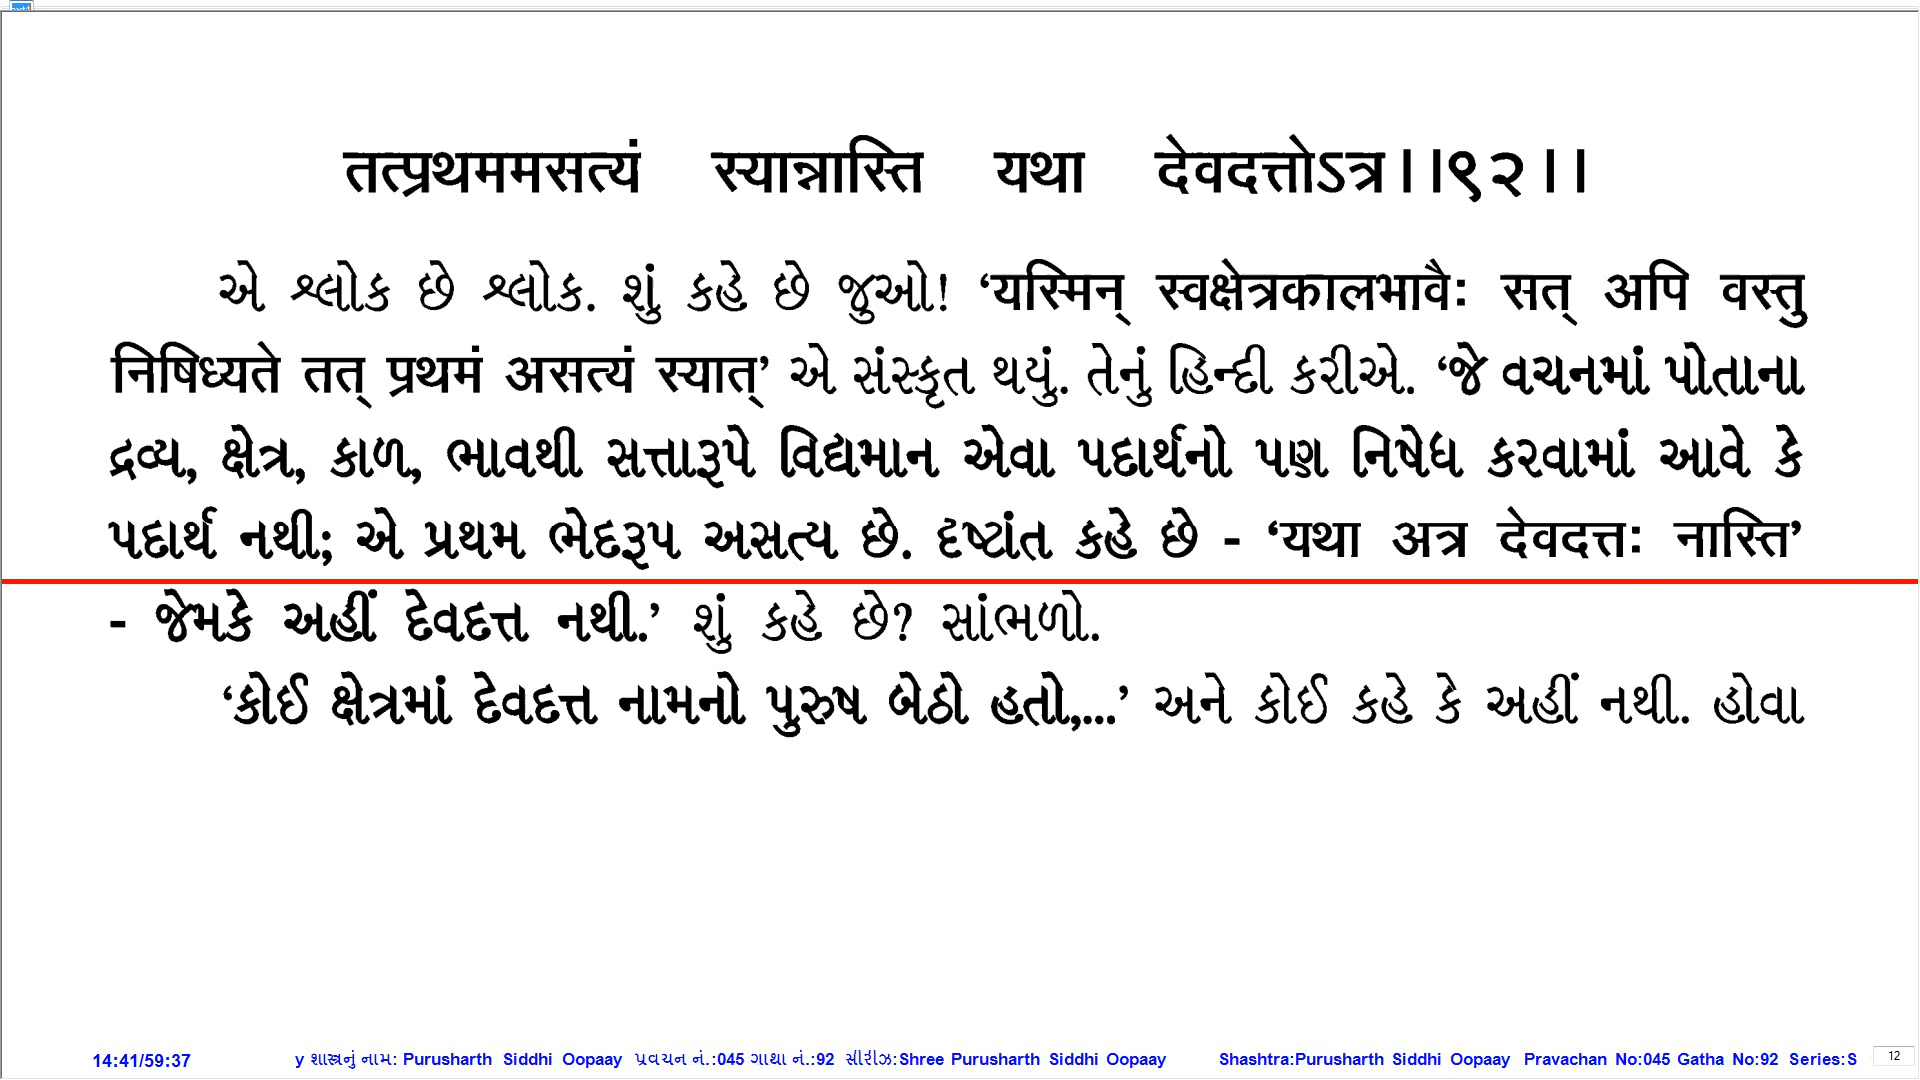 तत्प्रथममसत्यं स्यान्नास्ति यथा देवदत्तोऽत्र।।९२।।
એ શ્લોક છે શ્લોક. શું કહે છે જુઓ! ‘यस्मिन् स्वक्षेत्रकालभावैः सत् अपि वस्तु
निषिध्यते तत् प्रथमं असत्यं स्यात्’ એ સંસ્કૃત થયું. તેનું હિન્દી કરીએ. ‘જે વચનમાં પોતાના
દ્રવ્ય, ક્ષેત્ર, કાળ, ભાવથી સત્તારૂપે વિદ્યમાન એવા પદાર્થનો પણ નિષેધ કરવામાં આવે કે
પદાર્થ નથી; એ પ્રથમ ભેદરૂપ અસત્ય છે. દૃષ્ટાંત કહે છે - ‘यथा अत्र देवदत्तः नास्ति’
- જેમકે અહીં દેવદત્ત નથી.’ શું કહે છે? સાંભળો.
‘કોઈ ક્ષેત્રમાં દેવદત્ત નામનો પુરુષ બેઠો હતો,...’ અને કોઈ કહે કે અહીં નથી. હોવા
14:41/59:37 y શાસ્ત્રનું નામ: Purusharth Siddhi Oopaay પ્રવચન નં.:045 ગાથા નં.:92 સીરીઝ:Shree Purusharth Siddhi Oopaay Shashtra:Purusharth Siddhi Oopaay Pravachan No:045 Gatha No:92 Series:S 12